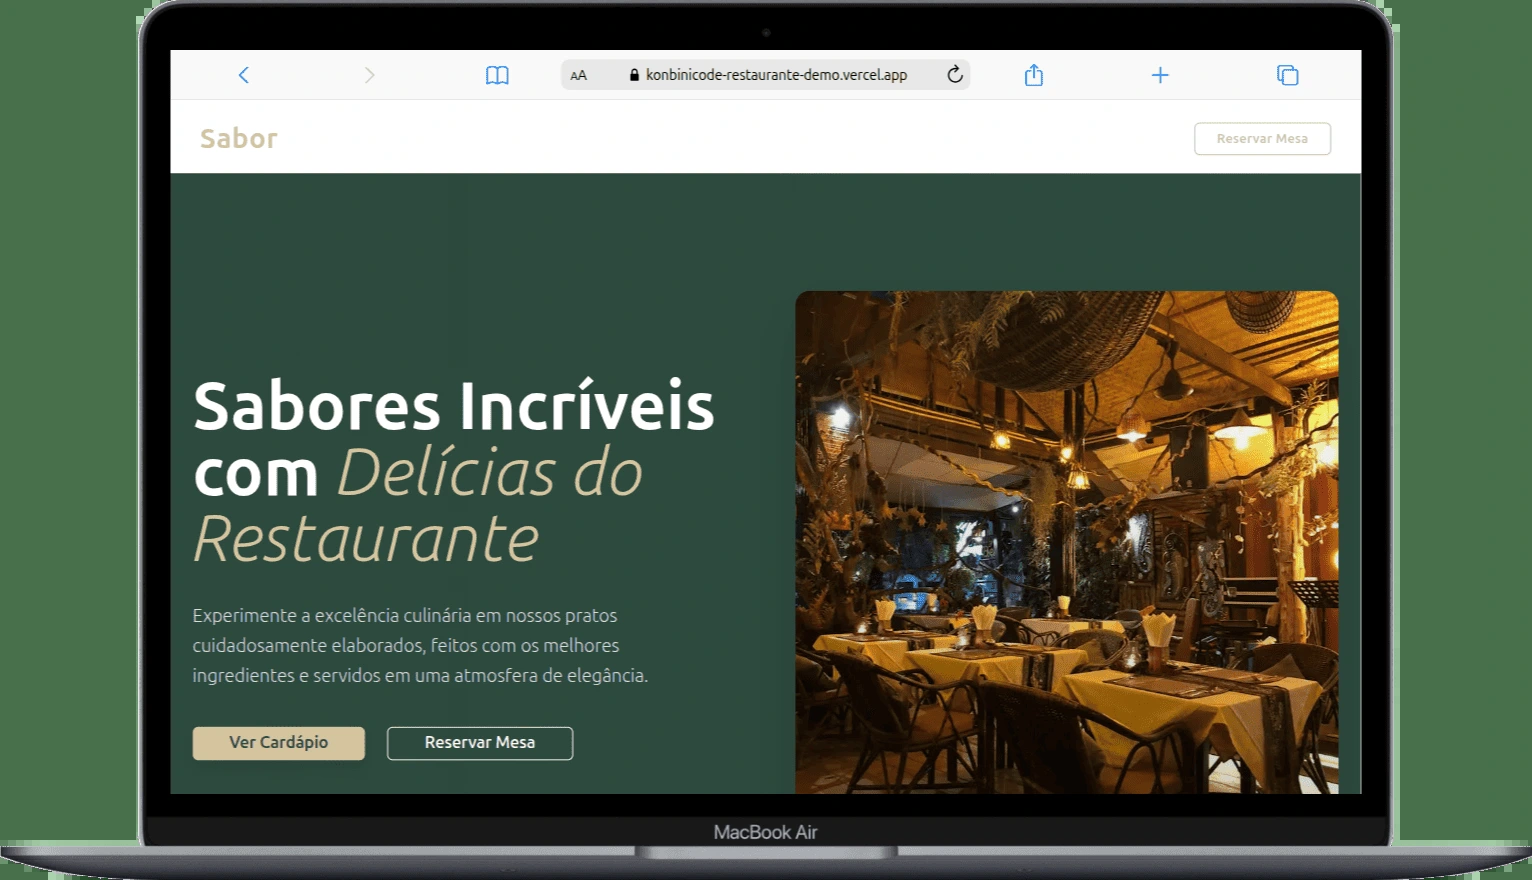 AA
konbinicode-restaurante-demo.vercel.app
Sabor
Reservar Mesa
Sabores Incríveis
com Delícias do
Restaurante
Experimente a excelência culinária em nossos pratos
cuidadosamente elaborados, feitos com os melhores
ingredientes e servidos em uma atmosfera de elegância.
Ver Cardápio
Reservar Mesa
MacBook Air